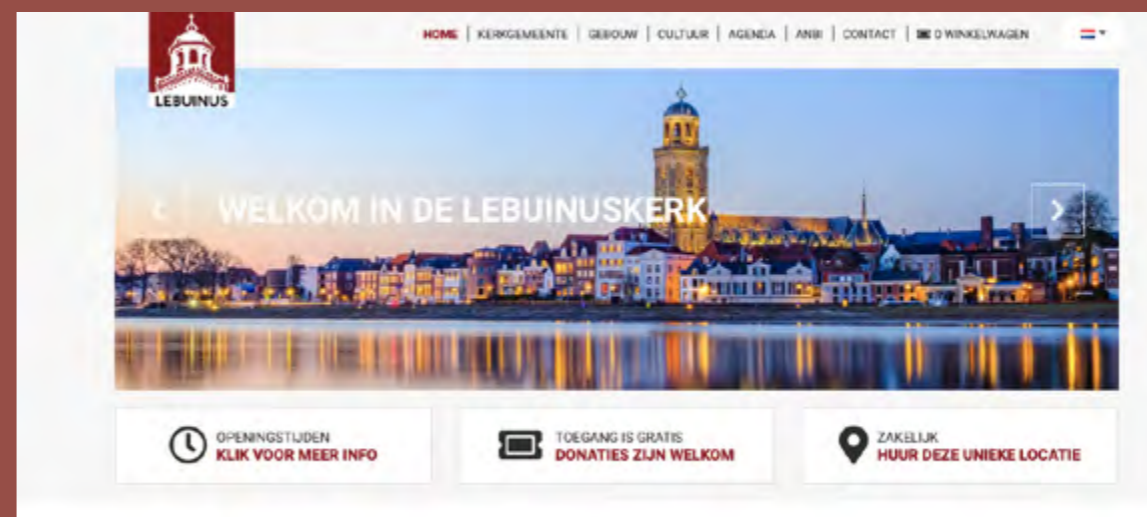 HOME | KERKGEMEENTE | GEBOUW | CULTUUR | AGENDA | ANBI | CONTACT | 0 WINKELWAGEN
LEBUINUS
WELKOM IN DE LEBUINUSKERK
OPENINGSTIJDEN
KLIK VOOR MEER INFO
TOEGANG IS GRATIS
DONATIES ZIJN WELKOM
ZAKELIJK
HUUR DEZE UNIEKE LOCATIE